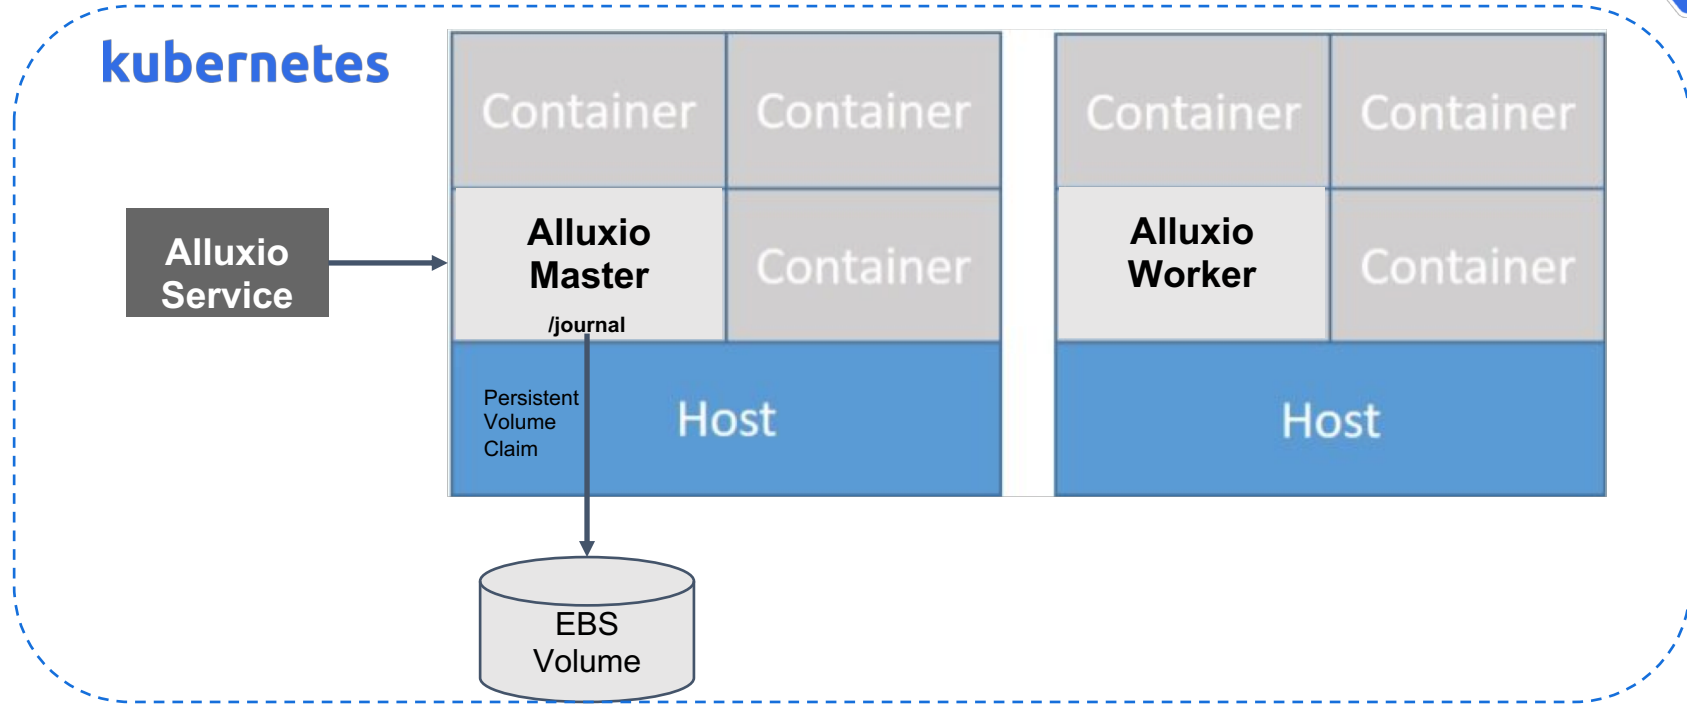 kubernetes
Container
Container
Container
Container
Alluxio
Service
Alluxio
Master
/journal
Container
Alluxio
Worker
Container
Persistent
Volume
Claim
Host
Host
EBS
Volume